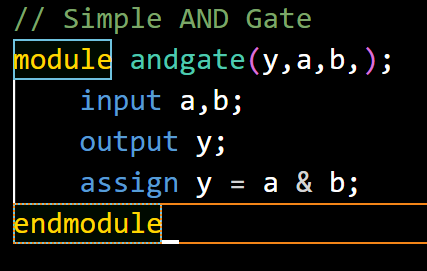 // Simple AND Gate
module andgate(y,a,b,);
    input a,b;
    output y;
    assign y = a & b;
endmodule